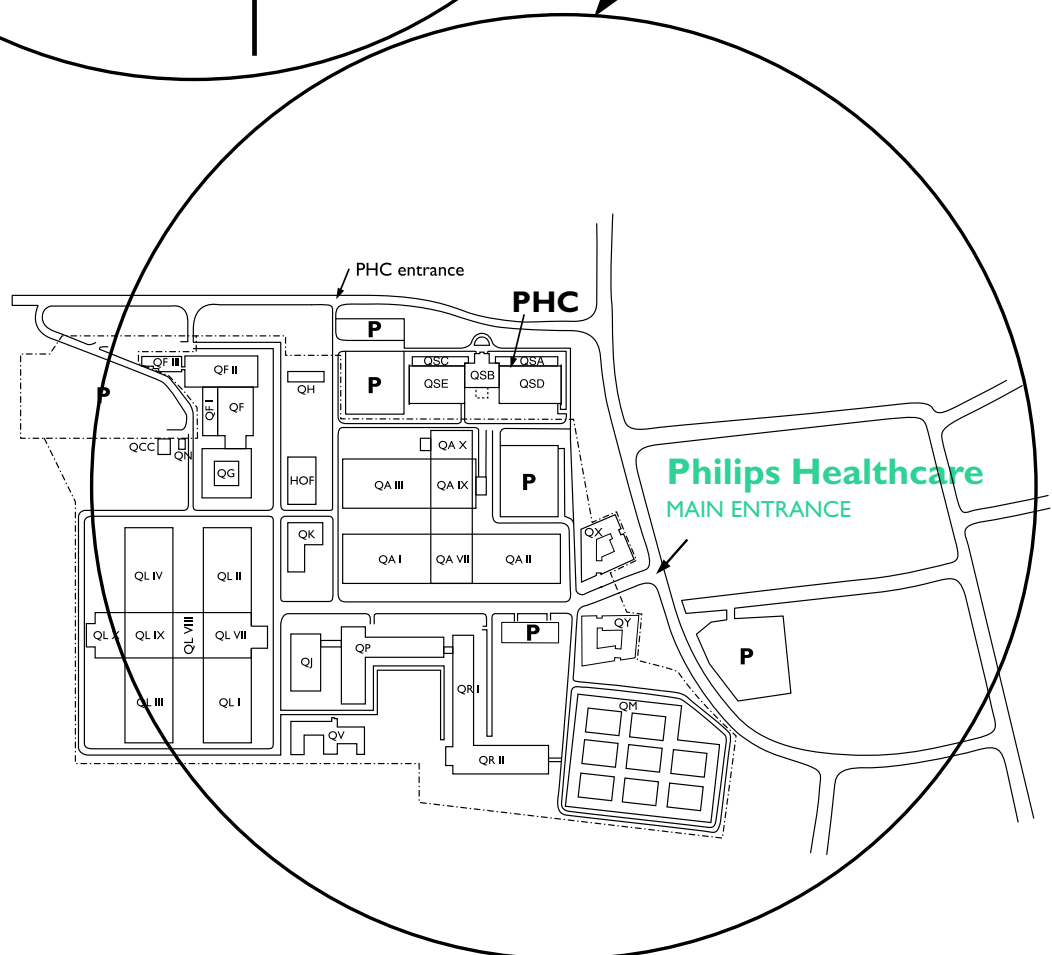 PHC entrance
PHC
P
P
P
QF III
QF II
QH
QSC
QSA
QSB
QSE
QSD
QF I
QF
QCC
QN
QG
HOF
QA X
QA III
QA IX
P
Philips Healthcare
MAIN ENTRANCE
QK
QX
QA I
QA VII
QA II
QL IV
QL II
QL X
QL IX
QL VIII
QL VII
QJ
QP
P
QY
P
QL III
QL I
QR I
QM
QV
QR II